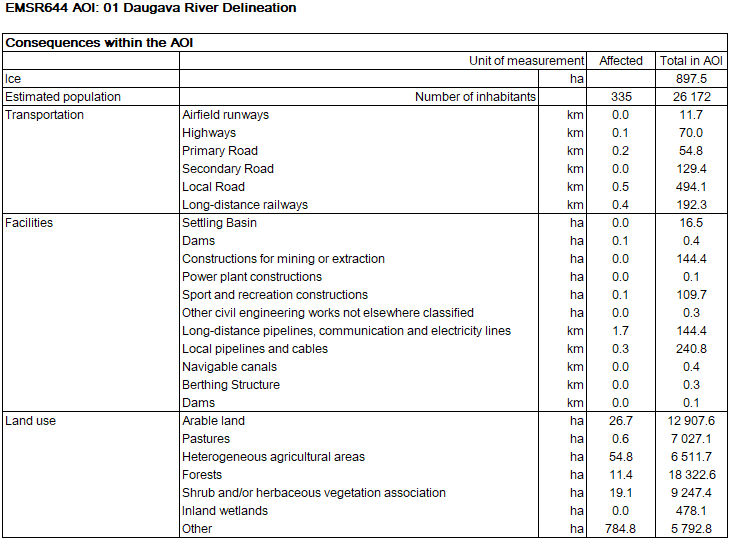 EMSR644 AOI: 01 Daugava River Delineation
Consequences within the AOI
Unit of measurement Affected Total in AOI
Ice ha 897.5
Estimated population Number of inhabitants 335 26 172
Transportation Airfield runways km 0.0 11.7
Highways km 0.1 70.0
Primary Road km 0.2 54.8
Secondary Road km 0.0 129.4
Local Road km 0.5 494.1
Long-distance railways km 0.4 192.3
Facilities Settling Basin ha 0.0 16.5
Dams ha 0.1 0.4
Constructions for mining or extraction ha 0.0 144.4
Power plant constructions ha 0.0 0.1
Sport and recreation constructions ha 0.1 109.7
Other civil engineering works not elsewhere classified ha 0.0 0.3
Long-distance pipelines, communication and electricity lines km 1.7 144.4
Local pipelines and cables km 0.3 240.8
Navigable canals km 0.0 0.4
Berthing Structure km 0.0 0.3
Dams km 0.0 0.1
Land use Arable land ha 26.7 12 907.6
Pastures ha 0.6 7 027.1
Heterogeneous agricultural areas ha 54.8 6 511.7
Forests ha 11.4 18 322.6
Shrub and/or herbaceous vegetation association ha 19.1 9 247.4
Inland wetlands ha 0.0 478.1
Other ha 784.8 5 792.8